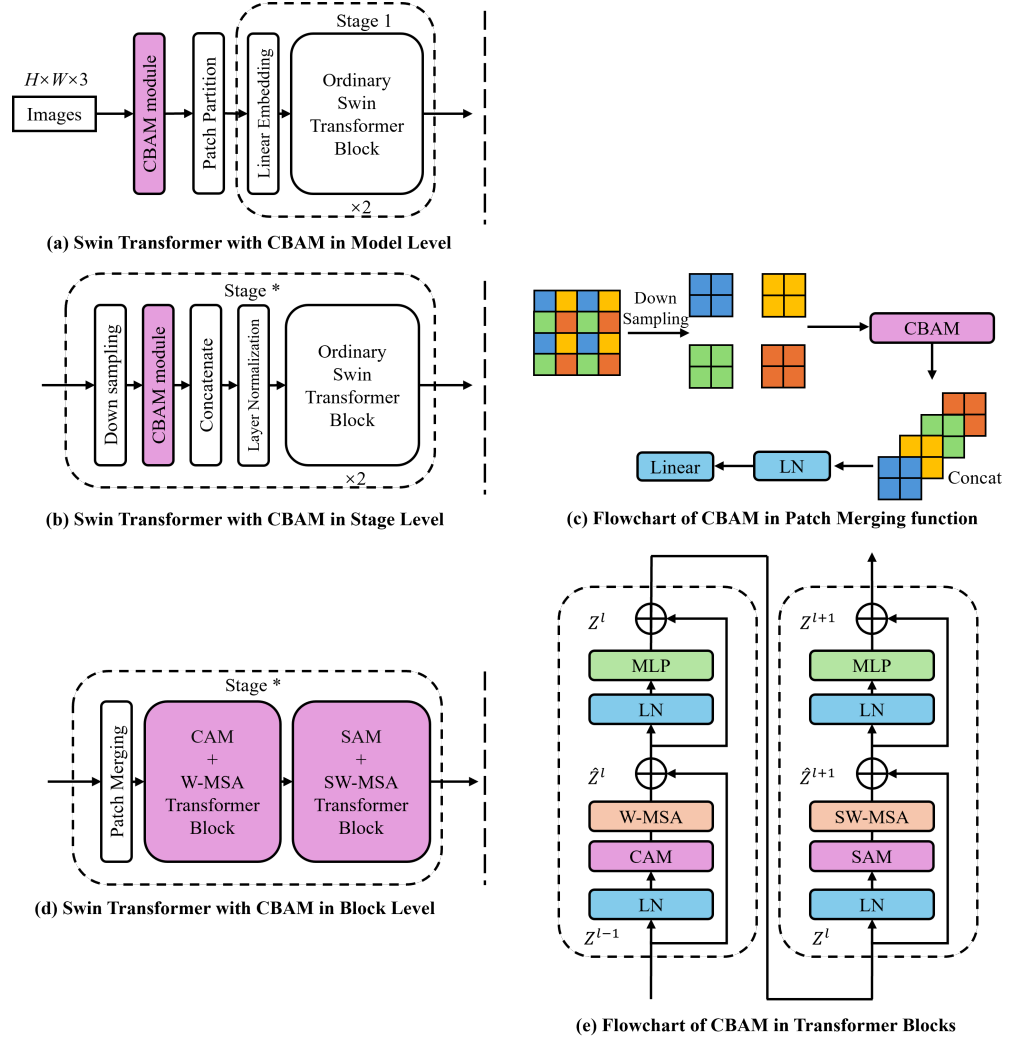 Stage 1
H×W×3
Images
CBAM module
Patch Partition
Linear Embedding
Ordinary
Swin
Transformer
Block
×2
(a) Swin Transformer with CBAM in Model Level
Stage *
Down sampling
CBAM module
Concatenate
Layer Normalization
Ordinary
Swin
Transformer
Block
×2
(b) Swin Transformer with CBAM in Stage Level
Down
Sampling
CBAM
Concat
LN
Linear
(c) Flowchart of CBAM in Patch Merging function
Stage *
Patch Merging
CAM
+
W-MSA
Transformer
Block
SAM
+
SW-MSA
Transformer
Block
(d) Swin Transformer with CBAM in Block Level
Z^l
MLP
LN
Ẑ^l
W-MSA
CAM
LN
Z^{l−1}
Z^{l+1}
MLP
LN
Ẑ^{l+1}
SW-MSA
SAM
LN
Z^l
(e) Flowchart of CBAM in Transformer Blocks